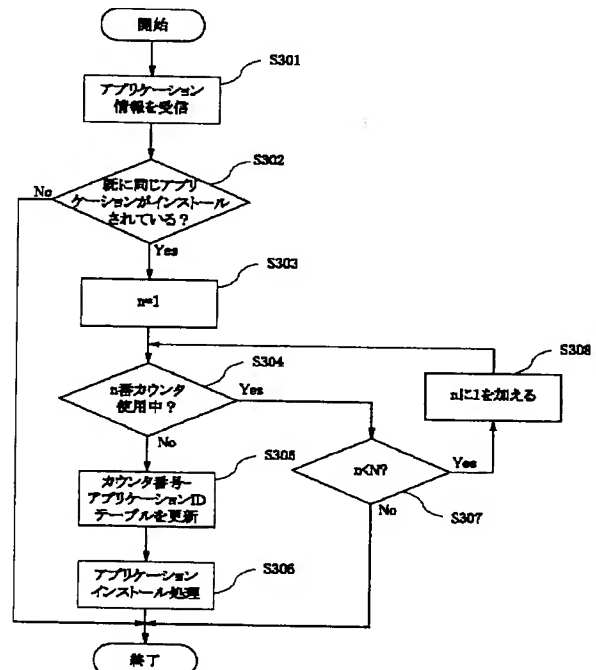 開始
S301
アプリケーション
情報を受信
S302
No
既に同じアプリ
ケーションがインストール
されている？
Yes
S303
n=1
S304
S308
n番カウンタ
使用中？
Yes
nに1を加える
No
S305
n<N?
Yes
カウンタ番号-
アプリケーションID
テーブルを更新
No
S307
S306
アプリケーション
インストール処理
終了